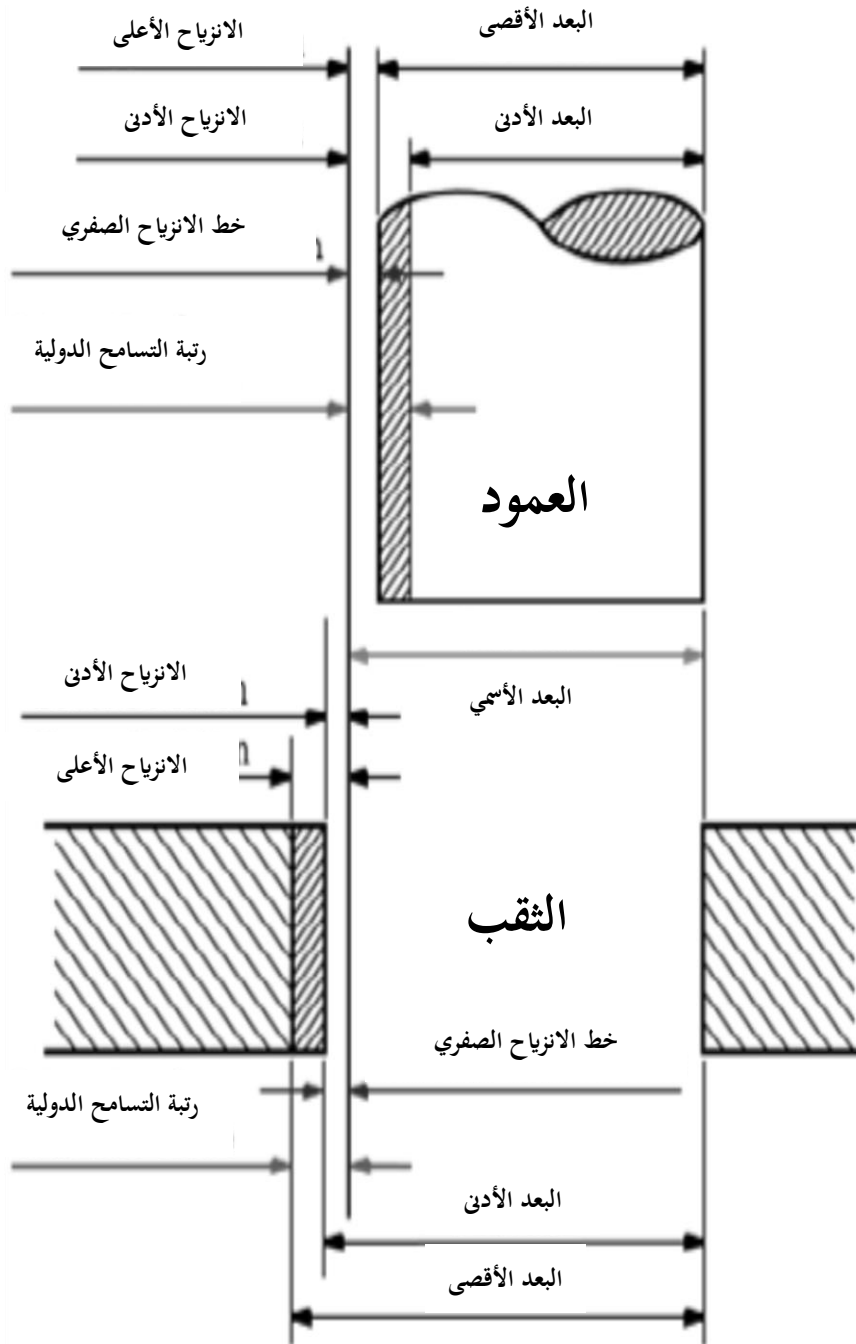 البعد الأقصى
الانزياح الأعلى
البعد الأدنى
الانزياح الأدنى
خط الانزياح الصفري
رتبة التسامح الدولية
العمود
الانزياح الأدنى
البعد الأسمي
الانزياح الأعلى
الثقب
خط الانزياح الصفري
رتبة التسامح الدولية
البعد الأدنى
البعد الأقصى